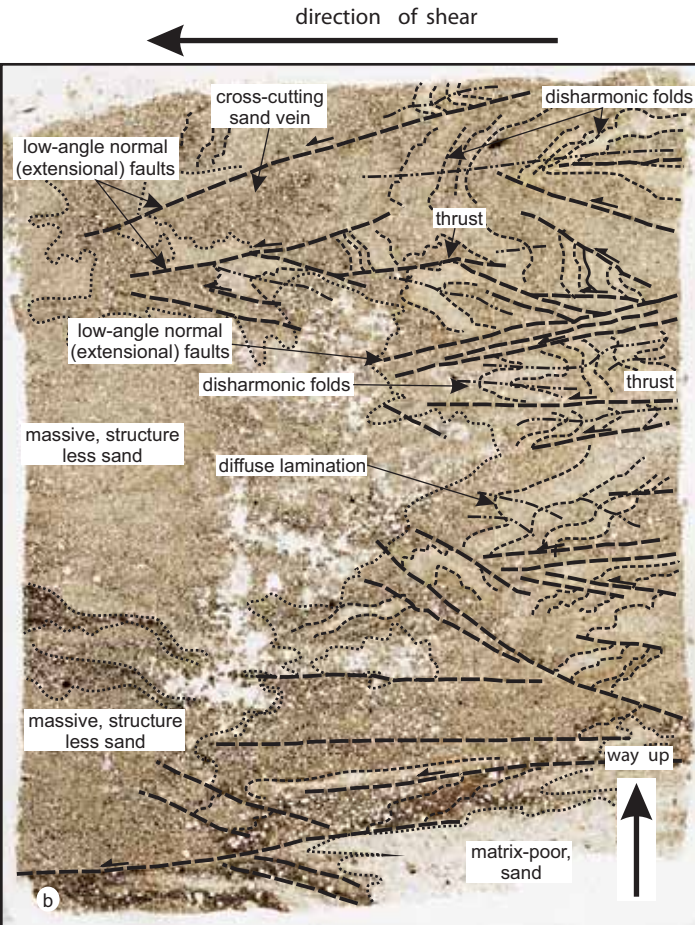 direction of shear
cross-cutting
sand vein
disharmonic folds
low-angle normal
(extensional) faults
thrust
low-angle normal
(extensional) faults
disharmonic folds
thrust
massive, structure
less sand
diffuse lamination
massive, structure
less sand
way up
matrix-poor,
sand
b